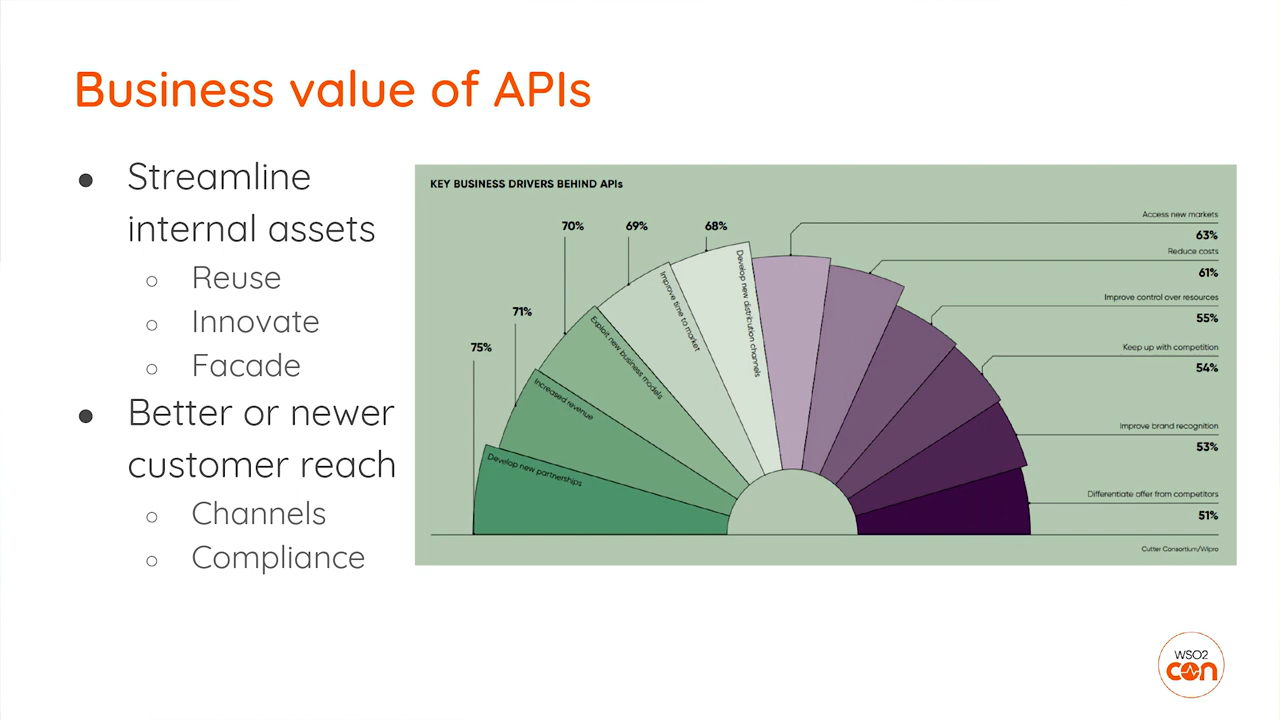 Business value of APIs
● Streamline
internal assets
○ Reuse
○ Innovate
○ Facade
● Better or newer
customer reach
○ Channels
○ Compliance
KEY BUSINESS DRIVERS BEHIND APIs
75%
Develop new partnerships
71%
Increased revenue
70%
Exploit new business models
69%
Improve time to market
68%
Develop new distribution channels
Access new markets
63%
Reduce costs
61%
Improve control over resources
55%
Keep up with competition
54%
Improve brand recognition
53%
Differentiate offer from competitors
51%
Cutter Consortium/Wipro
WSO2
con